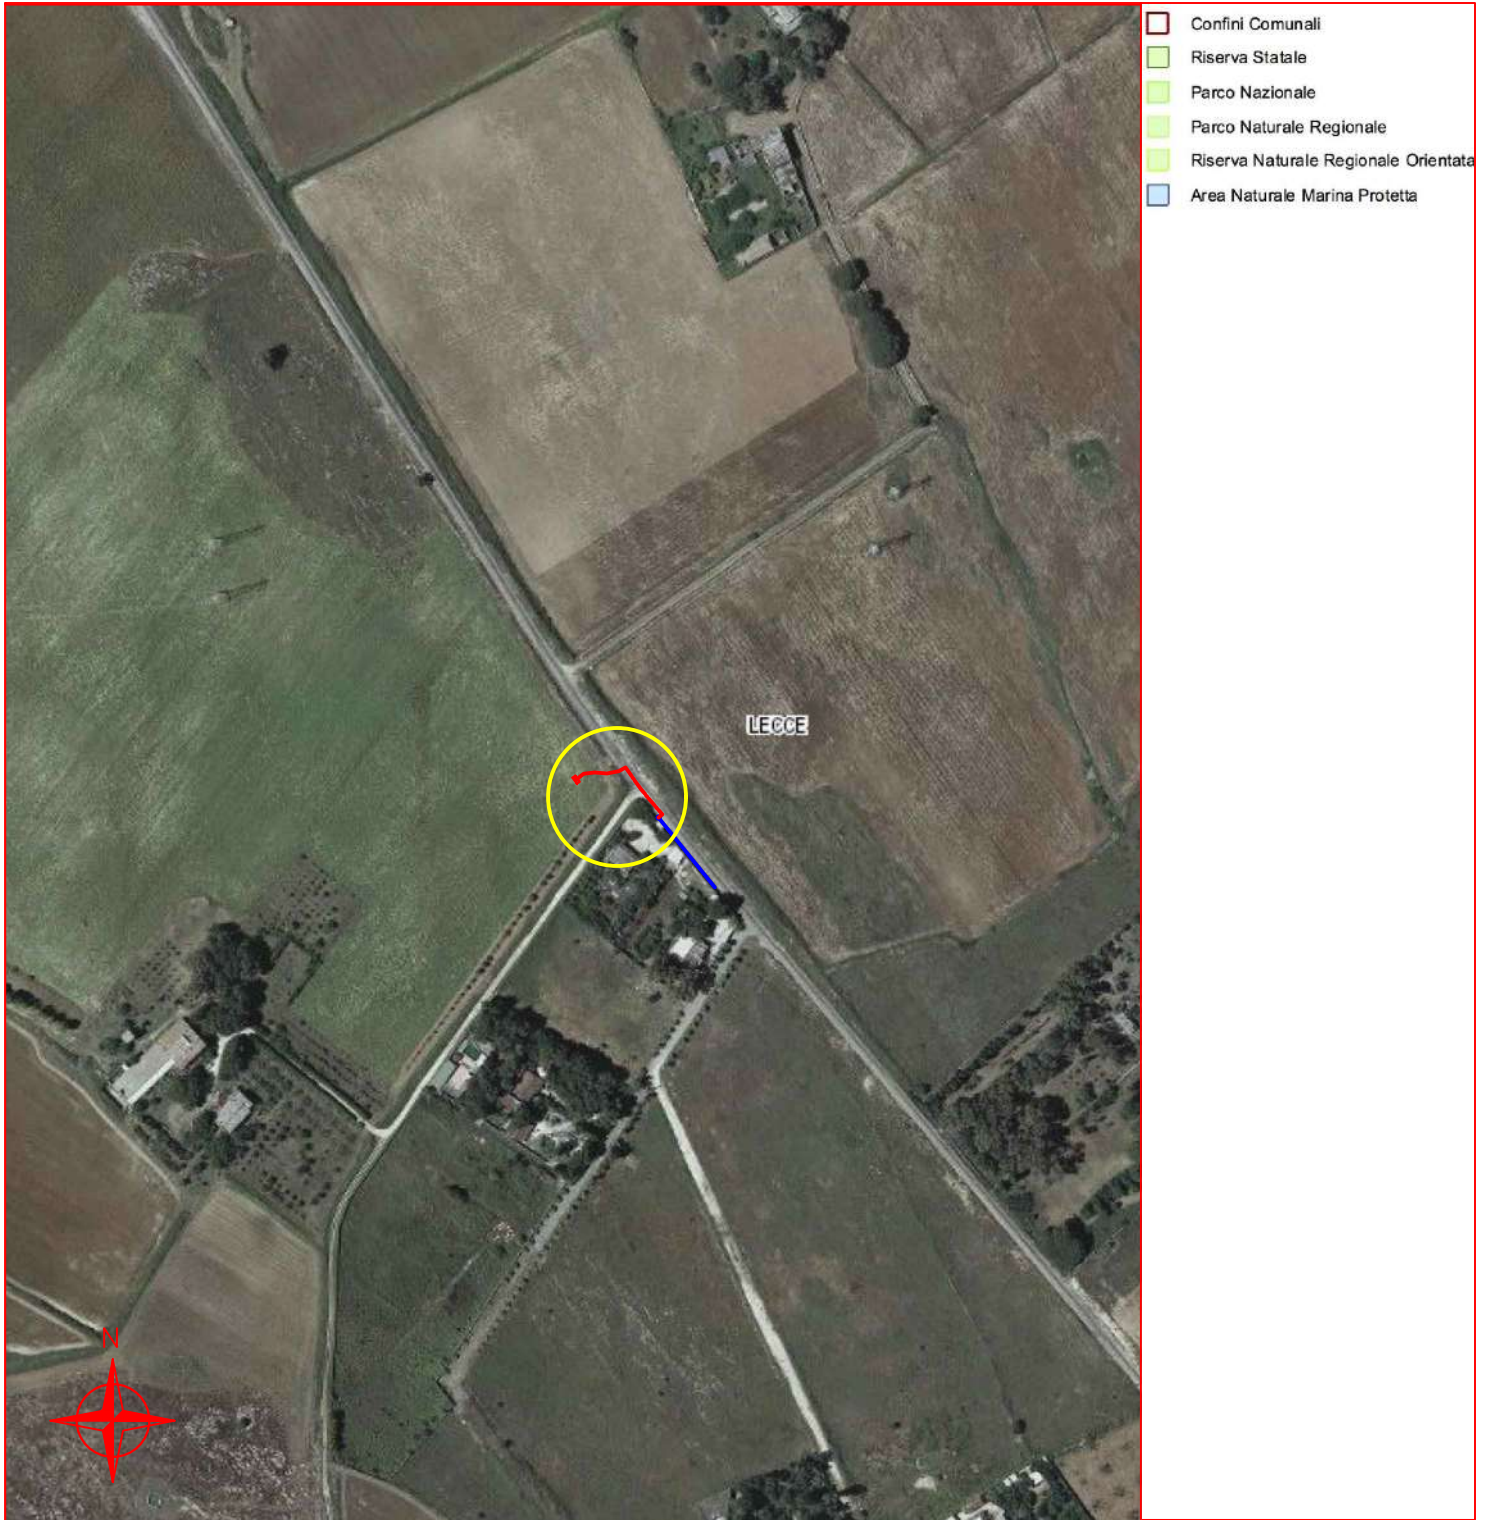 Confini Comunali
Riserva Statale
Parco Nazionale
Parco Naturale Regionale
Riserva Naturale Regionale Orientata
Area Naturale Marina Protetta
LECCE
N